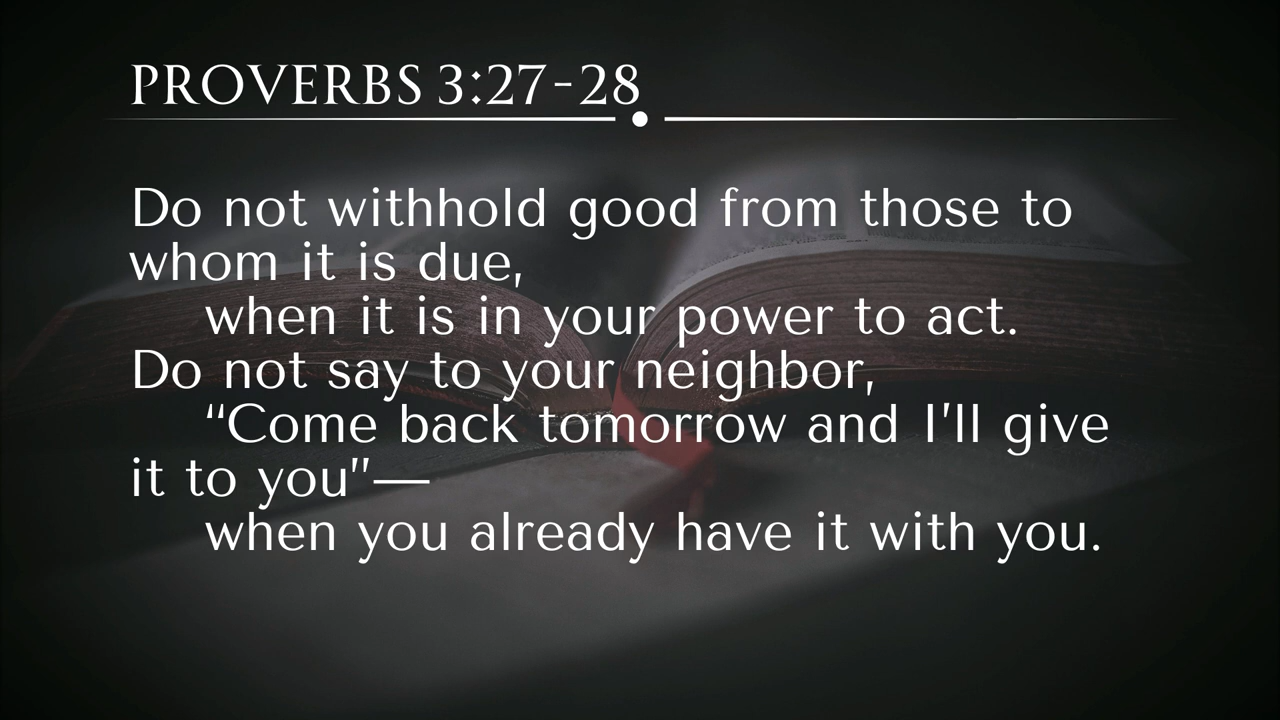 PROVERBS 3:27-28
Do not withhold good from those to
whom it is due,
when it is in your power to act.
Do not say to your neighbor,
“Come back tomorrow and I’ll give
it to you”—
when you already have it with you.